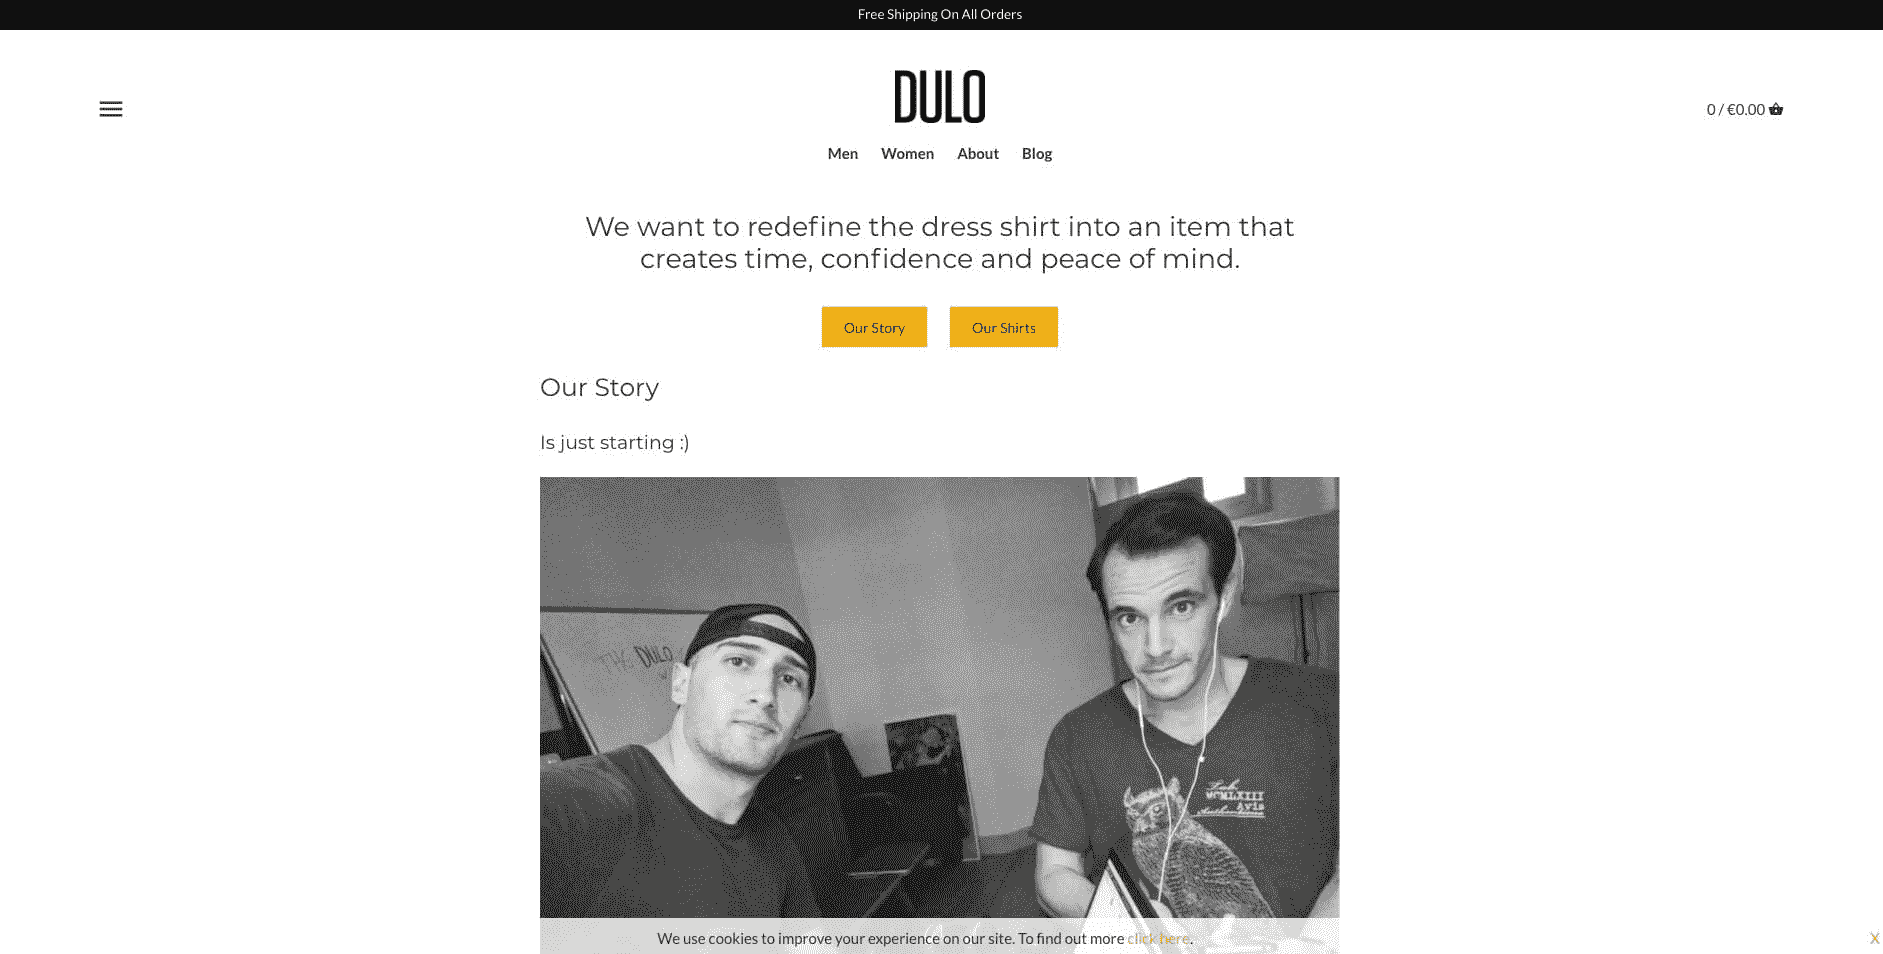 Free Shipping On All Orders
DULO
0 / €0.00
Men Women About Blog
We want to redefine the dress shirt into an item that
creates time, confidence and peace of mind.
Our Story Our Shirts
Our Story
Is just starting :)
THE DULO
MCMLXIII
Avis
We use cookies to improve your experience on our site. To find out more click here.
X